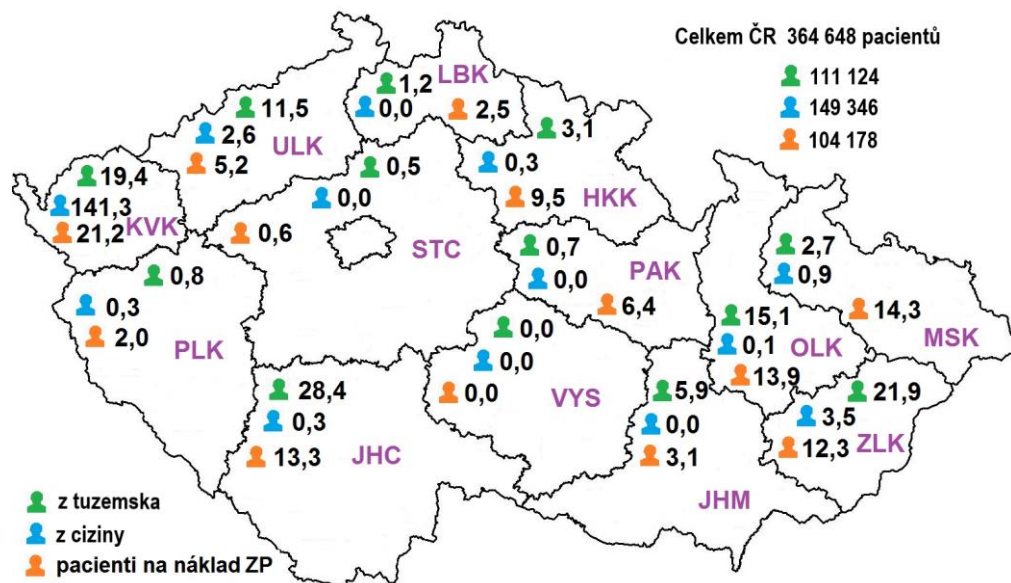 Celkem ČR 364 648 pacientů
111 124
149 346
104 178
LBK
1,2
0,0
2,5
11,5
2,6
5,2
ULK
3,1
0,3
9,5
HKK
19,4
141,3
21,2
KVK
0,5
0,0
0,6
STC
0,7
0,0
6,4
PAK
2,7
0,9
14,3
MSK
0,8
0,3
2,0
PLK
15,1
0,1
13,9
OLK
0,0
0,0
0,0
VYS
28,4
0,3
13,3
JHC
5,9
0,0
3,1
JHM
21,9
3,5
12,3
ZLK
z tuzemska
z ciziny
pacienti na náklad ZP